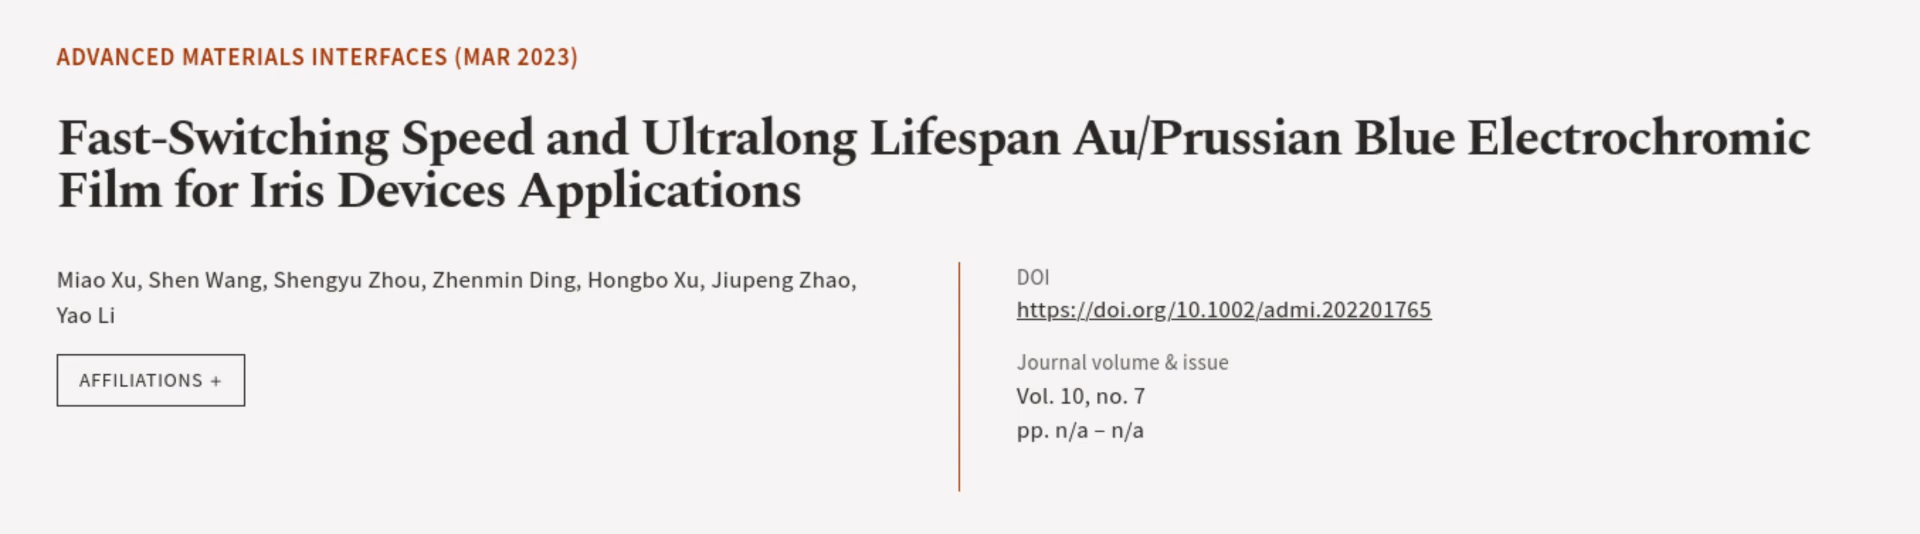 ADVANCED MATERIALS INTERFACES (MAR 2023)
Fast-Switching Speed and Ultralong Lifespan Au/Prussian Blue Electrochromic
Film for Iris Devices Applications
Miao Xu, Shen Wang, Shengyu Zhou, Zhenmin Ding, Hongbo Xu, Jiupeng Zhao,
Yao Li
AFFILIATIONS +
DOI
https://doi.org/10.1002/admi.202201765
Journal volume & issue
Vol. 10, no. 7
pp. n/a – n/a